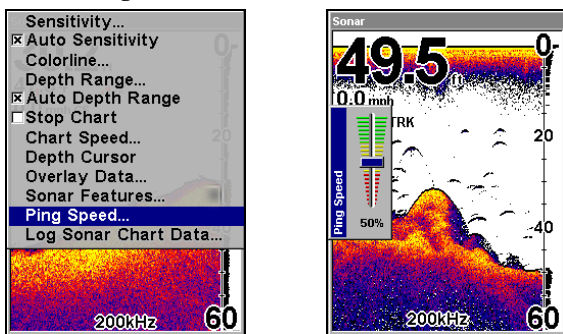 Sensitivity...
Auto Sensitivity
Colorline...
Depth Range...
Auto Depth Range
Stop Chart
Chart Speed...
Depth Cursor
Overlay Data...
Sonar Features...
Ping Speed...
Log Sonar Chart Data...
0
20
200kHz
60
Sonar
49.5 ft
0.0 mph
TRK
Ping Speed
50%
0
20
40
200kHz
60